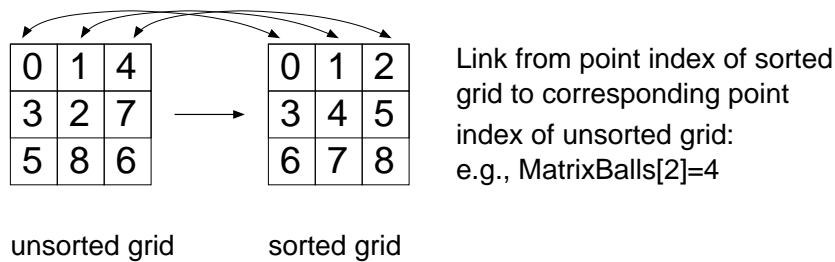 0 1 4
3 2 7
5 8 6
unsorted grid
0 1 2
3 4 5
6 7 8
sorted grid
Link from point index of sorted
grid to corresponding point
index of unsorted grid:
e.g., MatrixBalls[2]=4